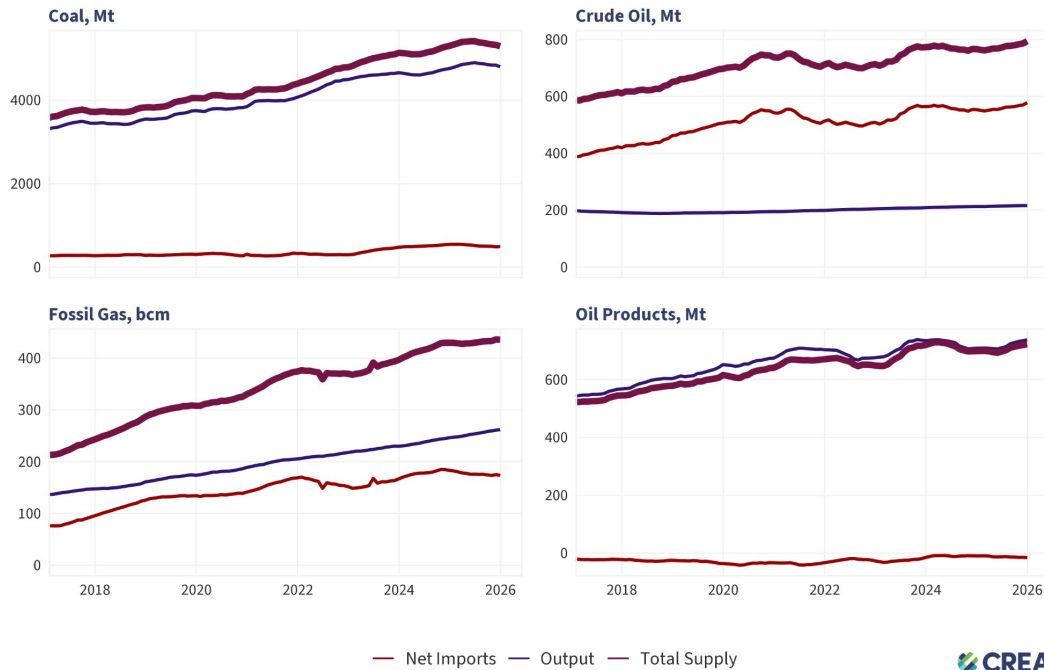 Coal, Mt
4000
2000
0
Crude Oil, Mt
800
600
400
200
0
Fossil Gas, bcm
400
300
200
100
0
2018 2020 2022 2024 2026
Oil Products, Mt
600
400
200
0
2018 2020 2022 2024 2026
Net Imports Output Total Supply
CREA